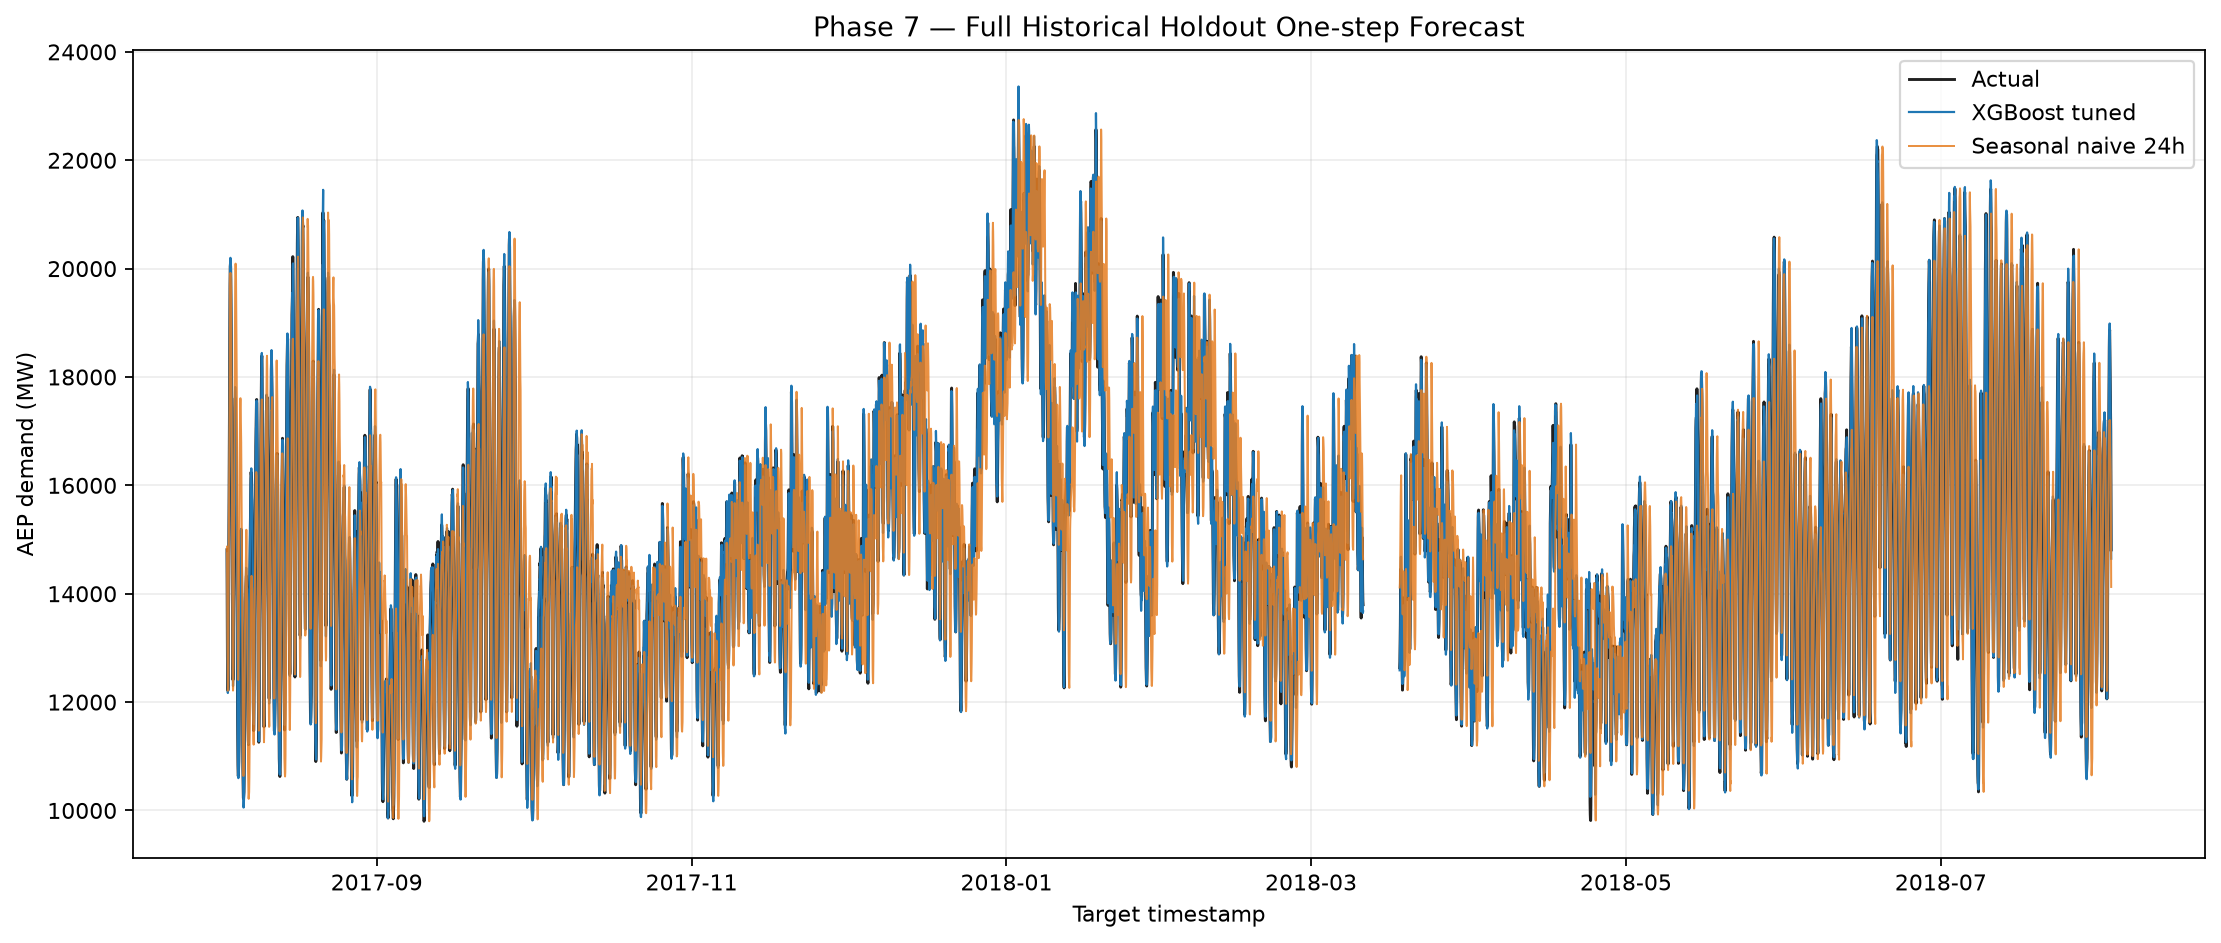 Phase 7 — Full Historical Holdout One-step Forecast
24000
22000
20000
18000
16000
14000
12000
10000
AEP demand (MW)
Actual
XGBoost tuned
Seasonal naive 24h
2017-09
2017-11
2018-01
2018-03
2018-05
2018-07
Target timestamp